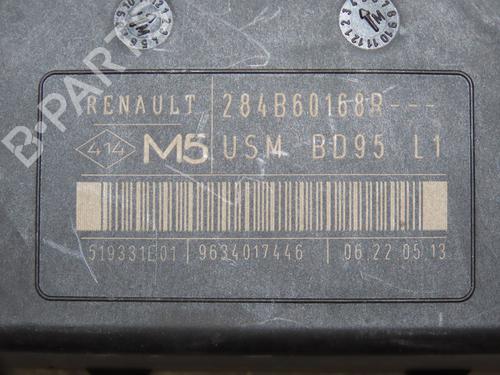 RENAULT 284B60168R---
414 M5 USM BD95 L1
519331E01 9634017446 06.22 05.13
B-PARTS